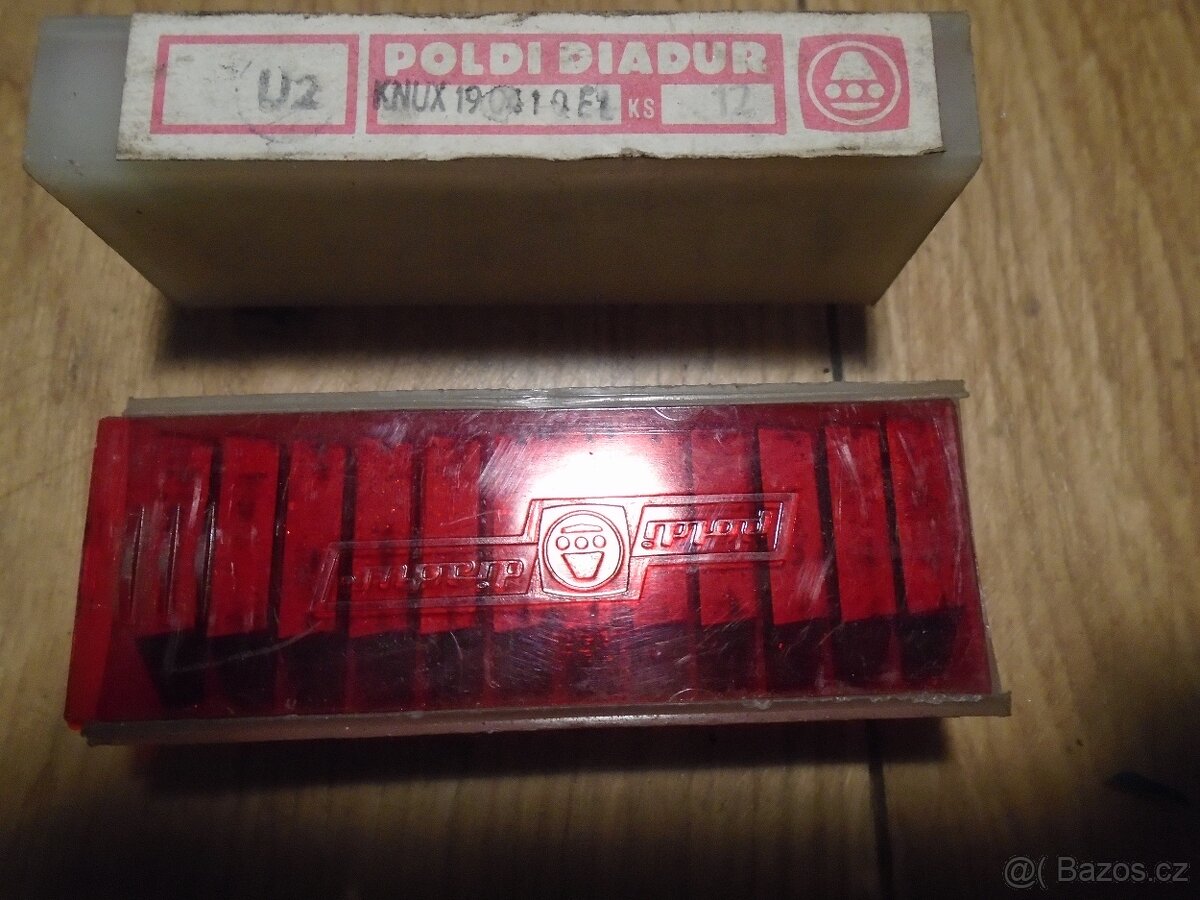 POLDI DIADUR
U2
KNUX 19 KS 12
poldi
diadur
@( Bazos.cz